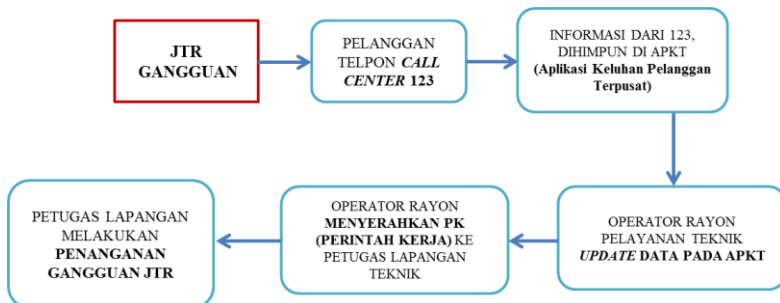 JTR
GANGGUAN
PELANGGAN
TELPON CALL
CENTER 123
INFORMASI DARI 123,
DIHIMPUN DI APKT
(Aplikasi Keluhan Pelanggan
Terpusat)
OPERATOR RAYON
PELAYANAN TEKNIK
UPDATE DATA PADA APKT
OPERATOR RAYON
MENYERAHKAN PK
(PERINTAH KERJA) KE
PETUGAS LAPANGAN
TEKNIK
PETUGAS LAPANGAN
MELAKUKAN
PENANGANAN
GANGGUAN JTR